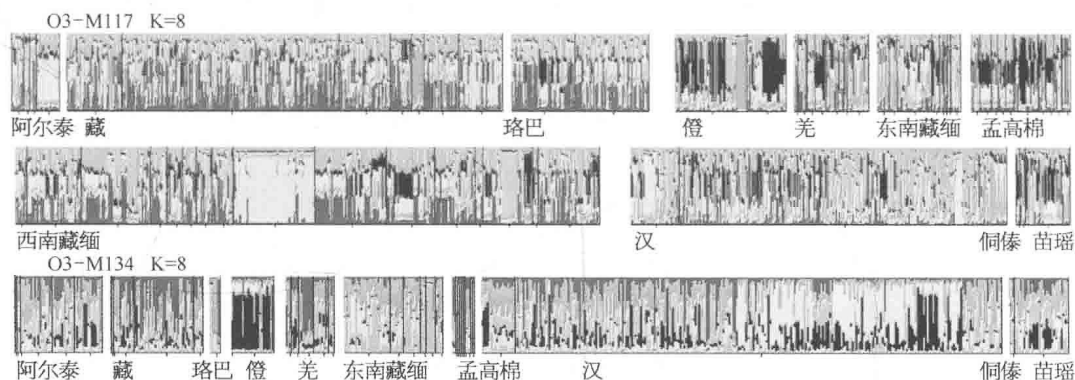 O3-M117 K=8
阿尔泰 藏 珞巴 僜 羌 东南藏缅 孟高棉
西南藏缅 汉 侗傣 苗瑶
O3-M134 K=8
阿尔泰 藏 珞巴 僜 羌 东南藏缅 孟高棉 汉 侗傣 苗瑶